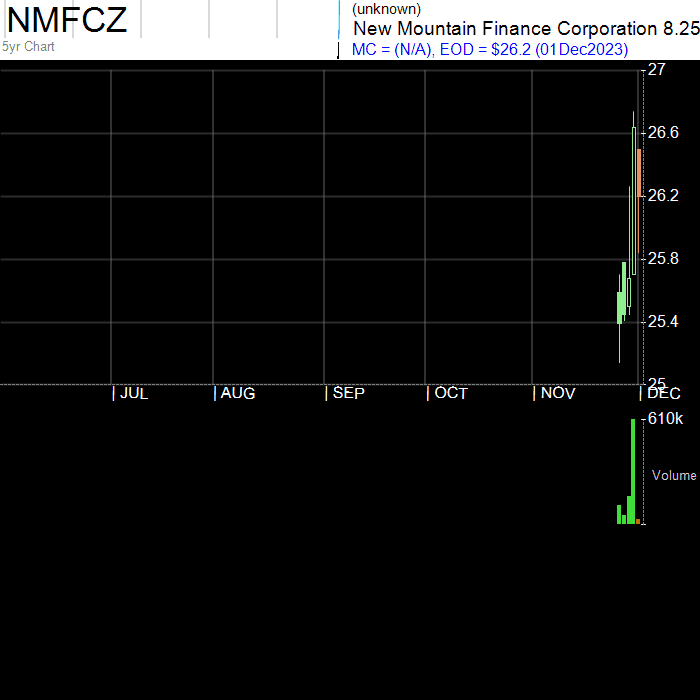 NMFCZ
5yr Chart
(unknown)
New Mountain Finance Corporation 8.25
MC = (N/A), EOD = $26.2 (01Dec2023)
27
26.6
26.2
25.8
25.4
25
JUL AUG SEP OCT NOV DEC
610k
Volume